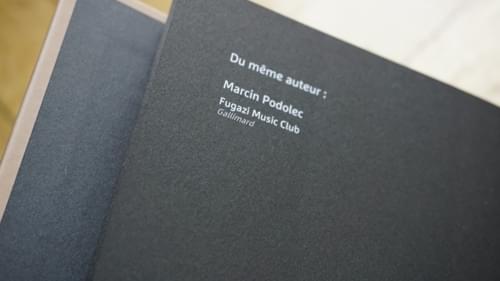 Du même auteur :
Marcin Podolec
Fugazi Music Club
Gallimard